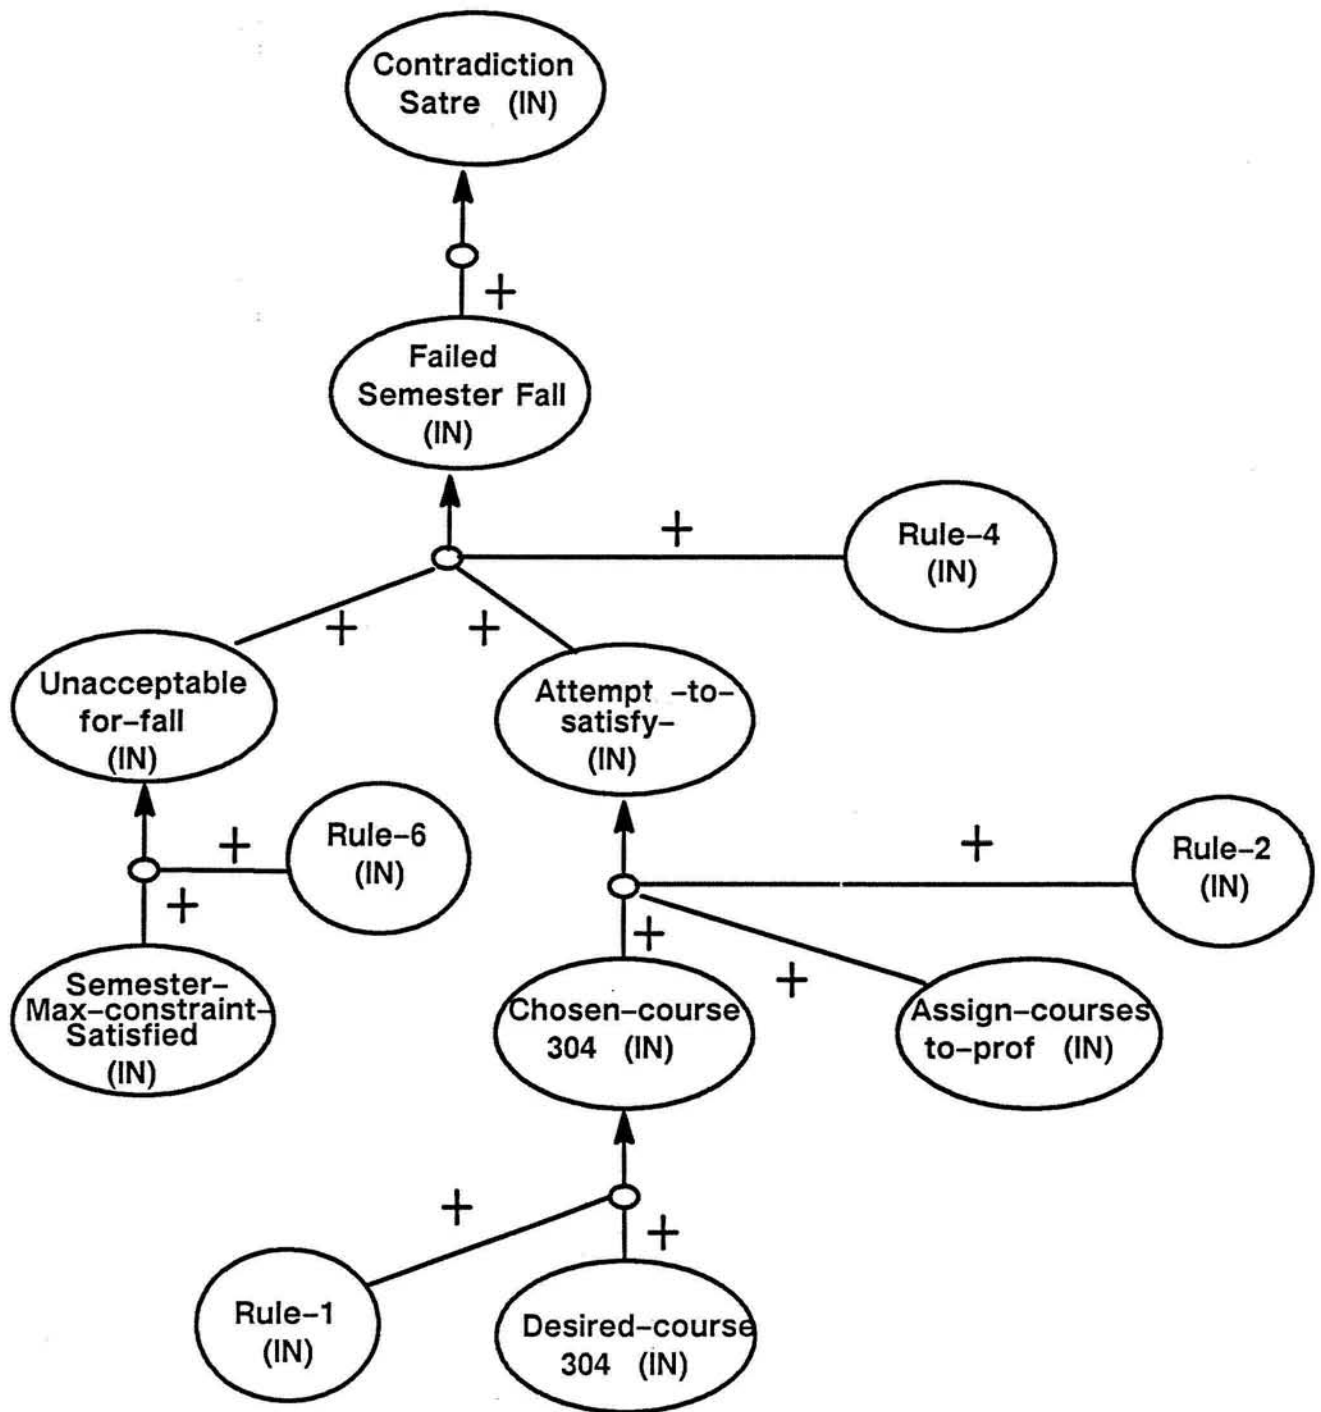 Contradiction
Satre (IN)
+
Failed
Semester Fall
(IN)
+
Rule-4
(IN)
+
+
Unacceptable
for-fall
(IN)
Attempt -to-
satisfy-
(IN)
+
Rule-6
(IN)
+
Rule-2
(IN)
+
+
+
Semester-
Max-constraint-
Satisfied
(IN)
Chosen-course
304 (IN)
Assign-courses
to-prof (IN)
+
+
Rule-1
(IN)
Desired-course
304 (IN)